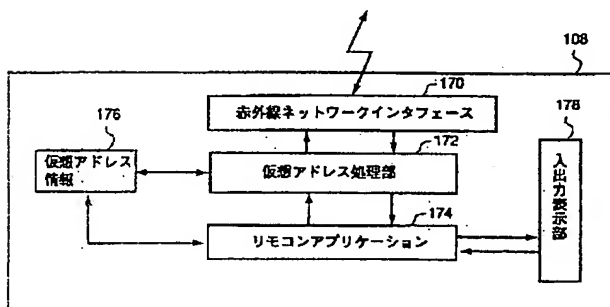 108
170
赤外線ネットワークインタフェース
176
172
178
仮想アドレス
情報
仮想アドレス処理部
入出力表示部
174
リモコンアプリケーション